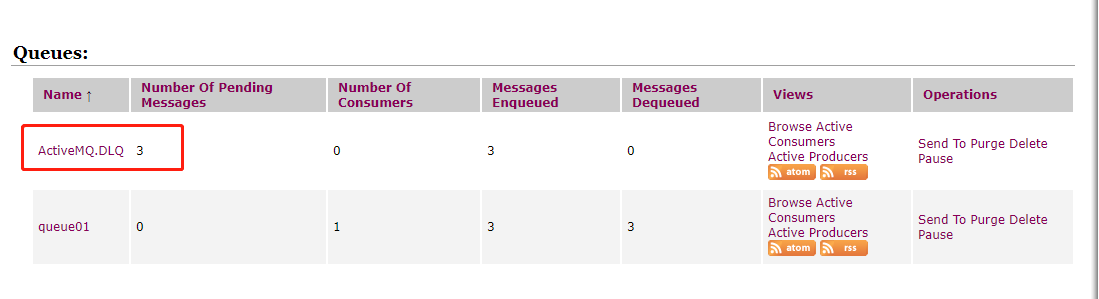 Queues:
Name ↑ Number Of Pending Messages Number Of Consumers Messages Enqueued Messages Dequeued Views Operations
ActiveMQ.DLQ 3 0 3 0
Browse Active Consumers
Active Producers
atom rss
Send To Purge Delete
Pause
queue01 0 1 3 3
Browse Active Consumers
Active Producers
atom rss
Send To Purge Delete
Pause